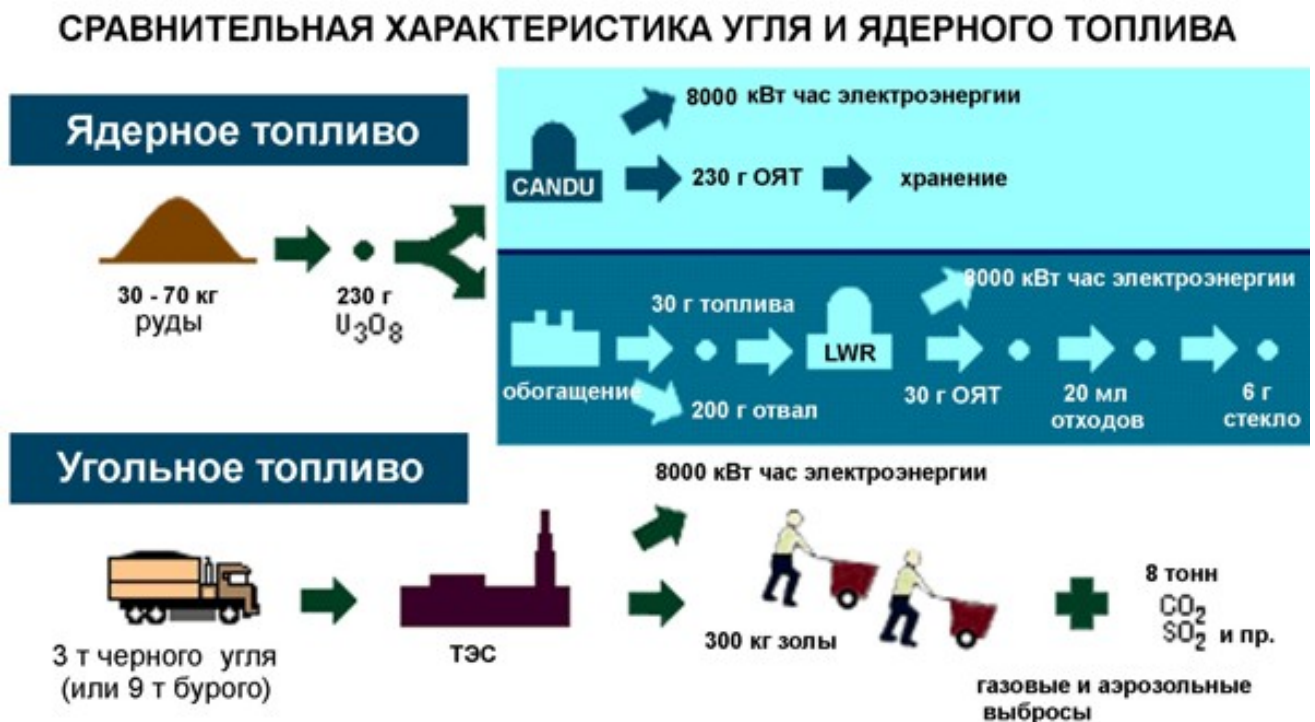 СРАВНИТЕЛЬНАЯ ХАРАКТЕРИСТИКА УГЛЯ И ЯДЕРНОГО ТОПЛИВА
Ядерное топливо
30 - 70 кг
руды
230 г
U3O8
8000 кВт час электроэнергии
CANDU
230 г ОЯТ
хранение
8000 кВт час электроэнергии
30 г топлива
LWR
обогащение
200 г отвал
30 г ОЯТ
20 мл
отходов
6 г
стекло
Угольное топливо
8000 кВт час электроэнергии
3 т черного угля
(или 9 т бурого)
ТЭС
300 кг золы
8 тонн
CO2
SO2 и пр.
газовые и аэрозольные
выбросы